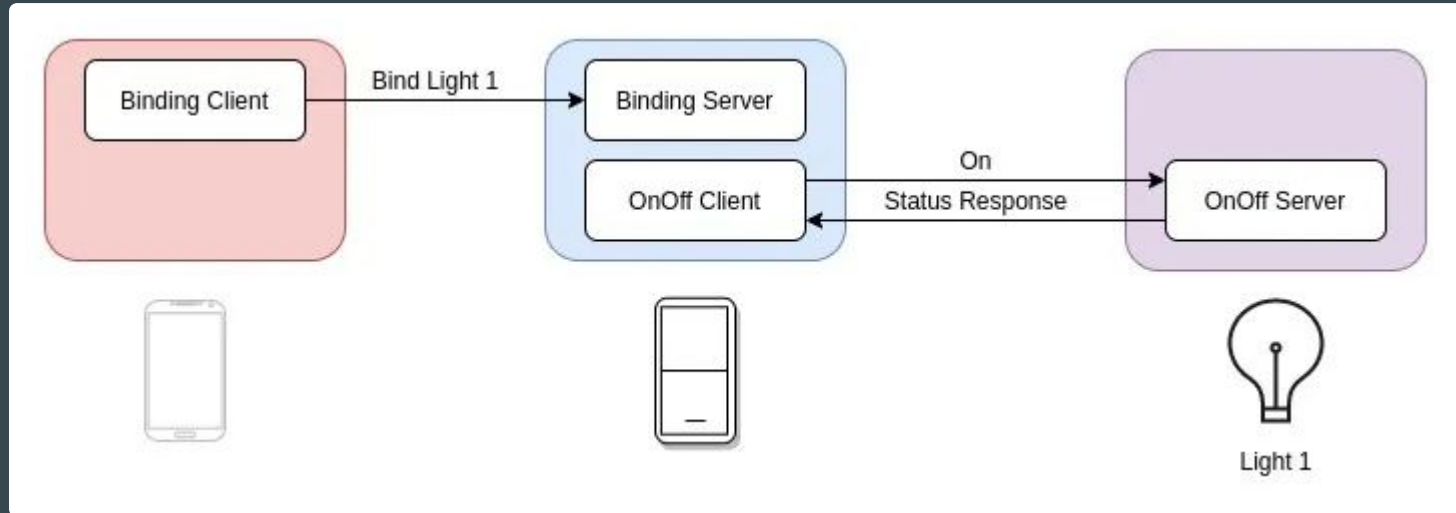 Binding Client
Bind Light 1
Binding Server
OnOff Client
On
Status Response
OnOff Server
Light 1